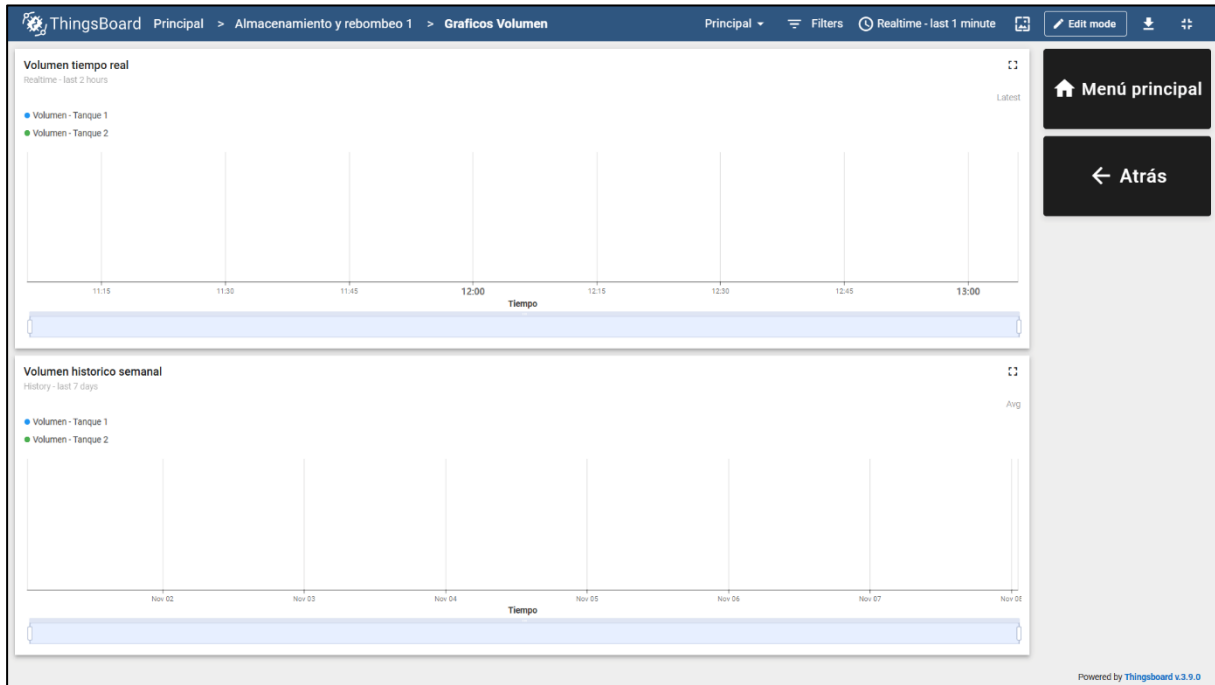 ThingsBoard Principal > Almacenamiento y rebombeo 1 > Graficos Volumen Principal Filters Realtime - last 1 minute Edit mode
Volumen tiempo real
Realtime - last 2 hours
Latest
Volumen - Tanque 1
Volumen - Tanque 2
11:15 11:30 11:45 12:00 12:15 12:30 12:45 13:00
Tiempo
Volumen historico semanal
History - last 7 days
Avg
Volumen - Tanque 1
Volumen - Tanque 2
Nov 02 Nov 03 Nov 04 Nov 05 Nov 06 Nov 07 Nov 08
Tiempo
Menú principal
Atrás
Powered by Thingsboard v.3.9.0